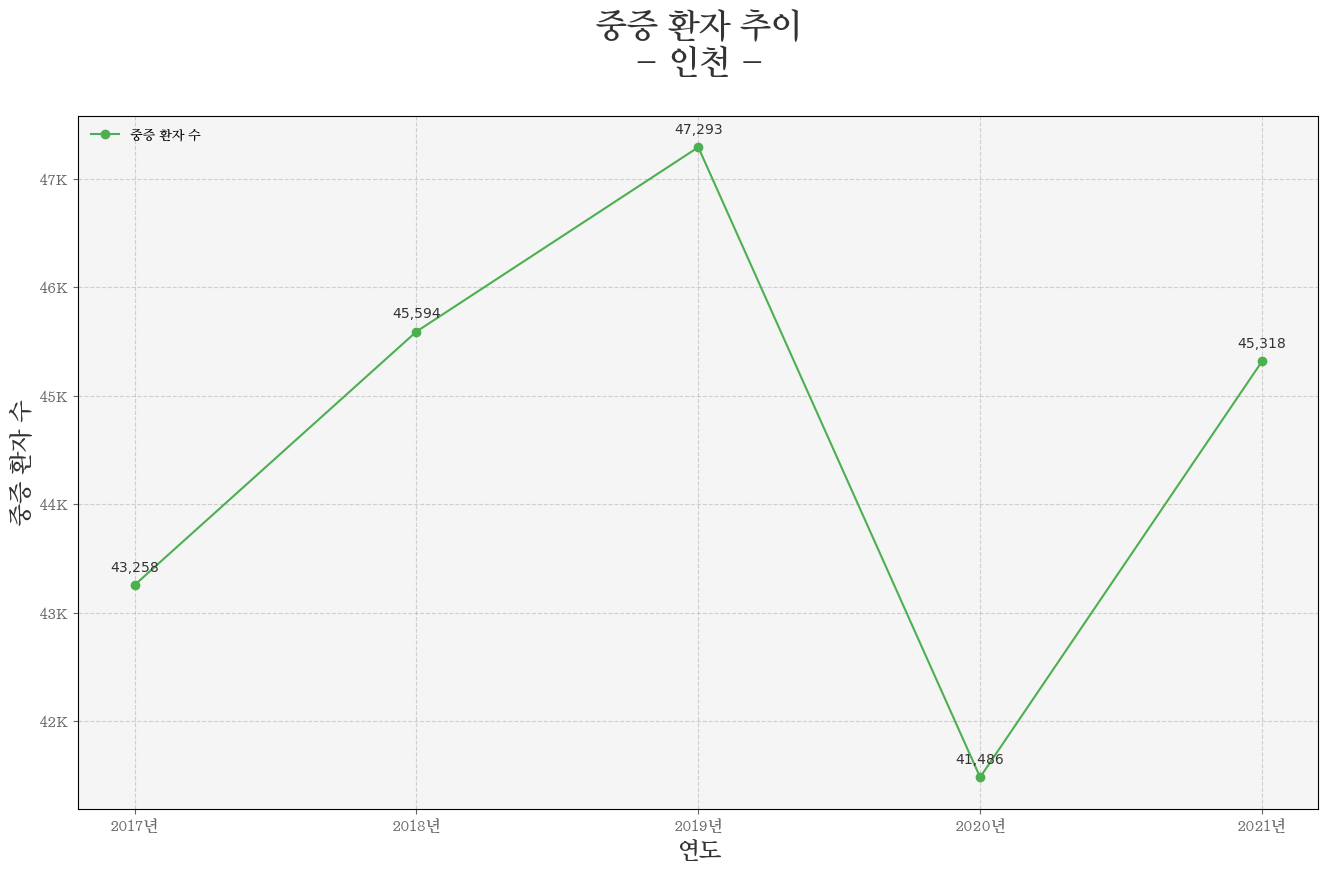 중증 환자 추이
- 인천 -
중증 환자 수
47,293
47K
46K
45,594
45,318
45K
중증 환자 수
44K
43,258
43K
42K
41,486
2017년
2018년
2019년
2020년
2021년
연도